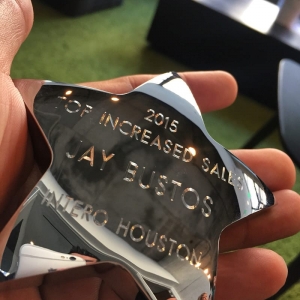 2015
TOP INCREASED SALES
JAY BUSTOS
HOUSTON